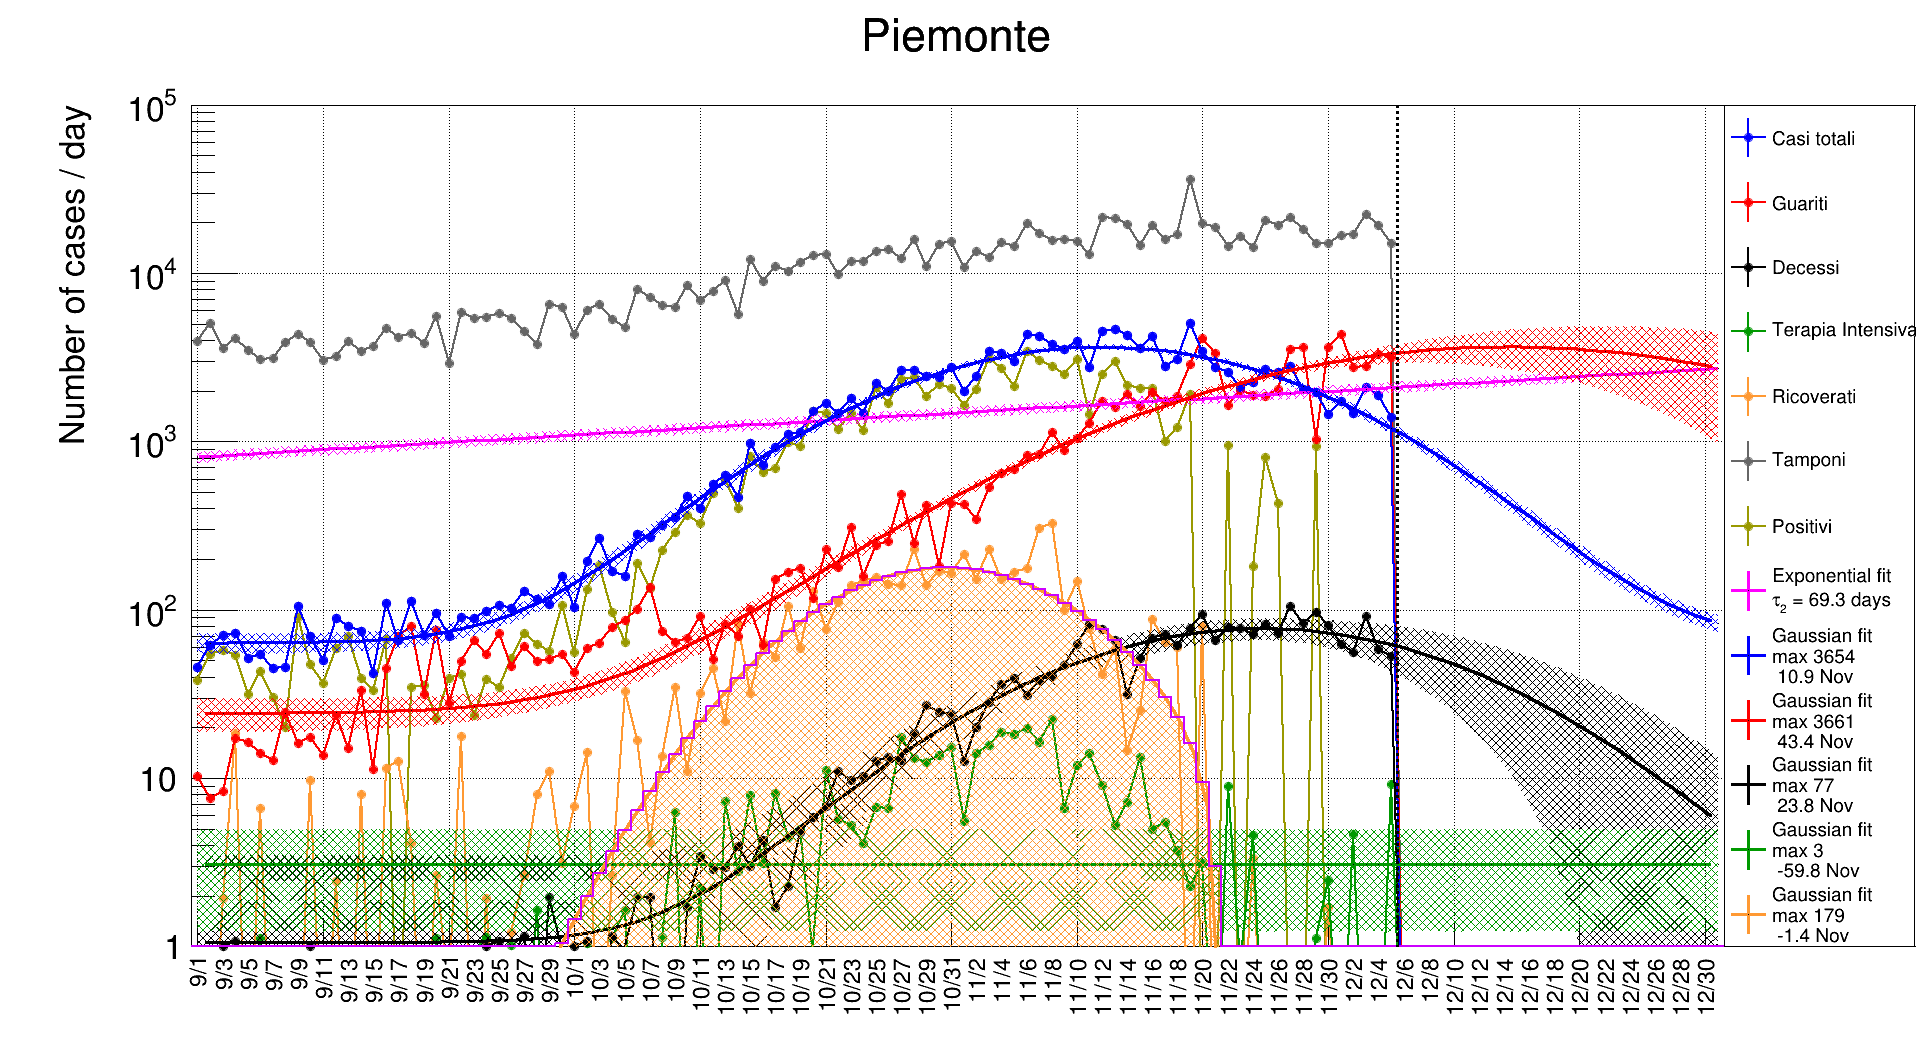 Piemonte
Number of cases / day
10^5
10^4
10^3
10^2
10
1
9/1
9/3
9/5
9/7
9/9
9/11
9/13
9/15
9/17
9/19
9/21
9/23
9/25
9/27
9/29
10/1
10/3
10/5
10/7
10/9
10/11
10/13
10/15
10/17
10/19
10/21
10/23
10/25
10/27
10/29
10/31
11/2
11/4
11/6
11/8
11/10
11/12
11/14
11/16
11/18
11/20
11/22
11/24
11/26
11/28
11/30
12/2
12/4
12/6
12/8
12/10
12/12
12/14
12/16
12/18
12/20
12/22
12/24
12/26
12/28
12/30
Casi totali
Guariti
Decessi
Terapia Intensiva
Ricoverati
Tamponi
Positivi
Exponential fit
τ2 = 69.3 days
Gaussian fit
max 3654
10.9 Nov
Gaussian fit
max 3661
43.4 Nov
Gaussian fit
max 77
23.8 Nov
Gaussian fit
max 3
-59.8 Nov
Gaussian fit
max 179
-1.4 Nov